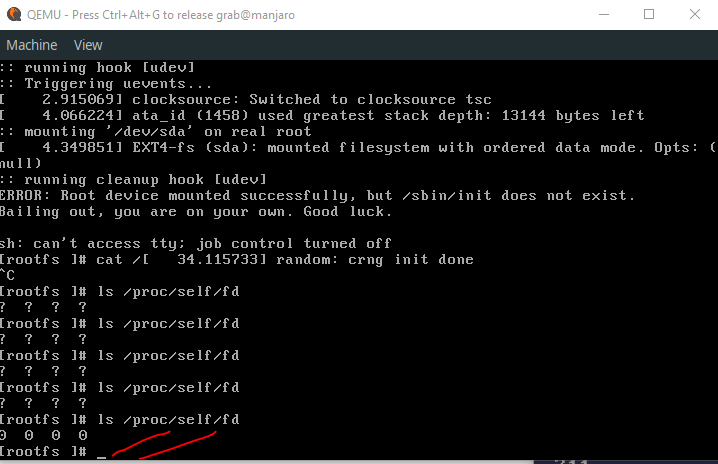 QEMU - Press Ctrl+Alt+G to release grab@manjaro
Machine View
:: running hook [udev]
:: Triggering uevents...
[    2.915069] clocksource: Switched to clocksource tsc
[    4.066224] ata_id (1458) used greatest stack depth: 13144 bytes left
:: mounting '/dev/sda' on real root
[    4.349851] EXT4-fs (sda): mounted filesystem with ordered data mode. Opts: (
null)
:: running cleanup hook [udev]
ERROR: Root device mounted successfully, but /sbin/init does not exist.
Bailing out, you are on your own. Good luck.
sh: can't access tty; job control turned off
[rootfs ]# cat /[   34.115733] random: crng init done
^C
[rootfs ]# ls /proc/self/fd
?  ?  ?  ?
[rootfs ]# ls /proc/self/fd
?  ?  ?  ?
[rootfs ]# ls /proc/self/fd
?  ?  ?  ?
[rootfs ]# ls /proc/self/fd
?  ?  ?  ?
[rootfs ]# ls /proc/self/fd
0  0  0  0
[rootfs ]# _